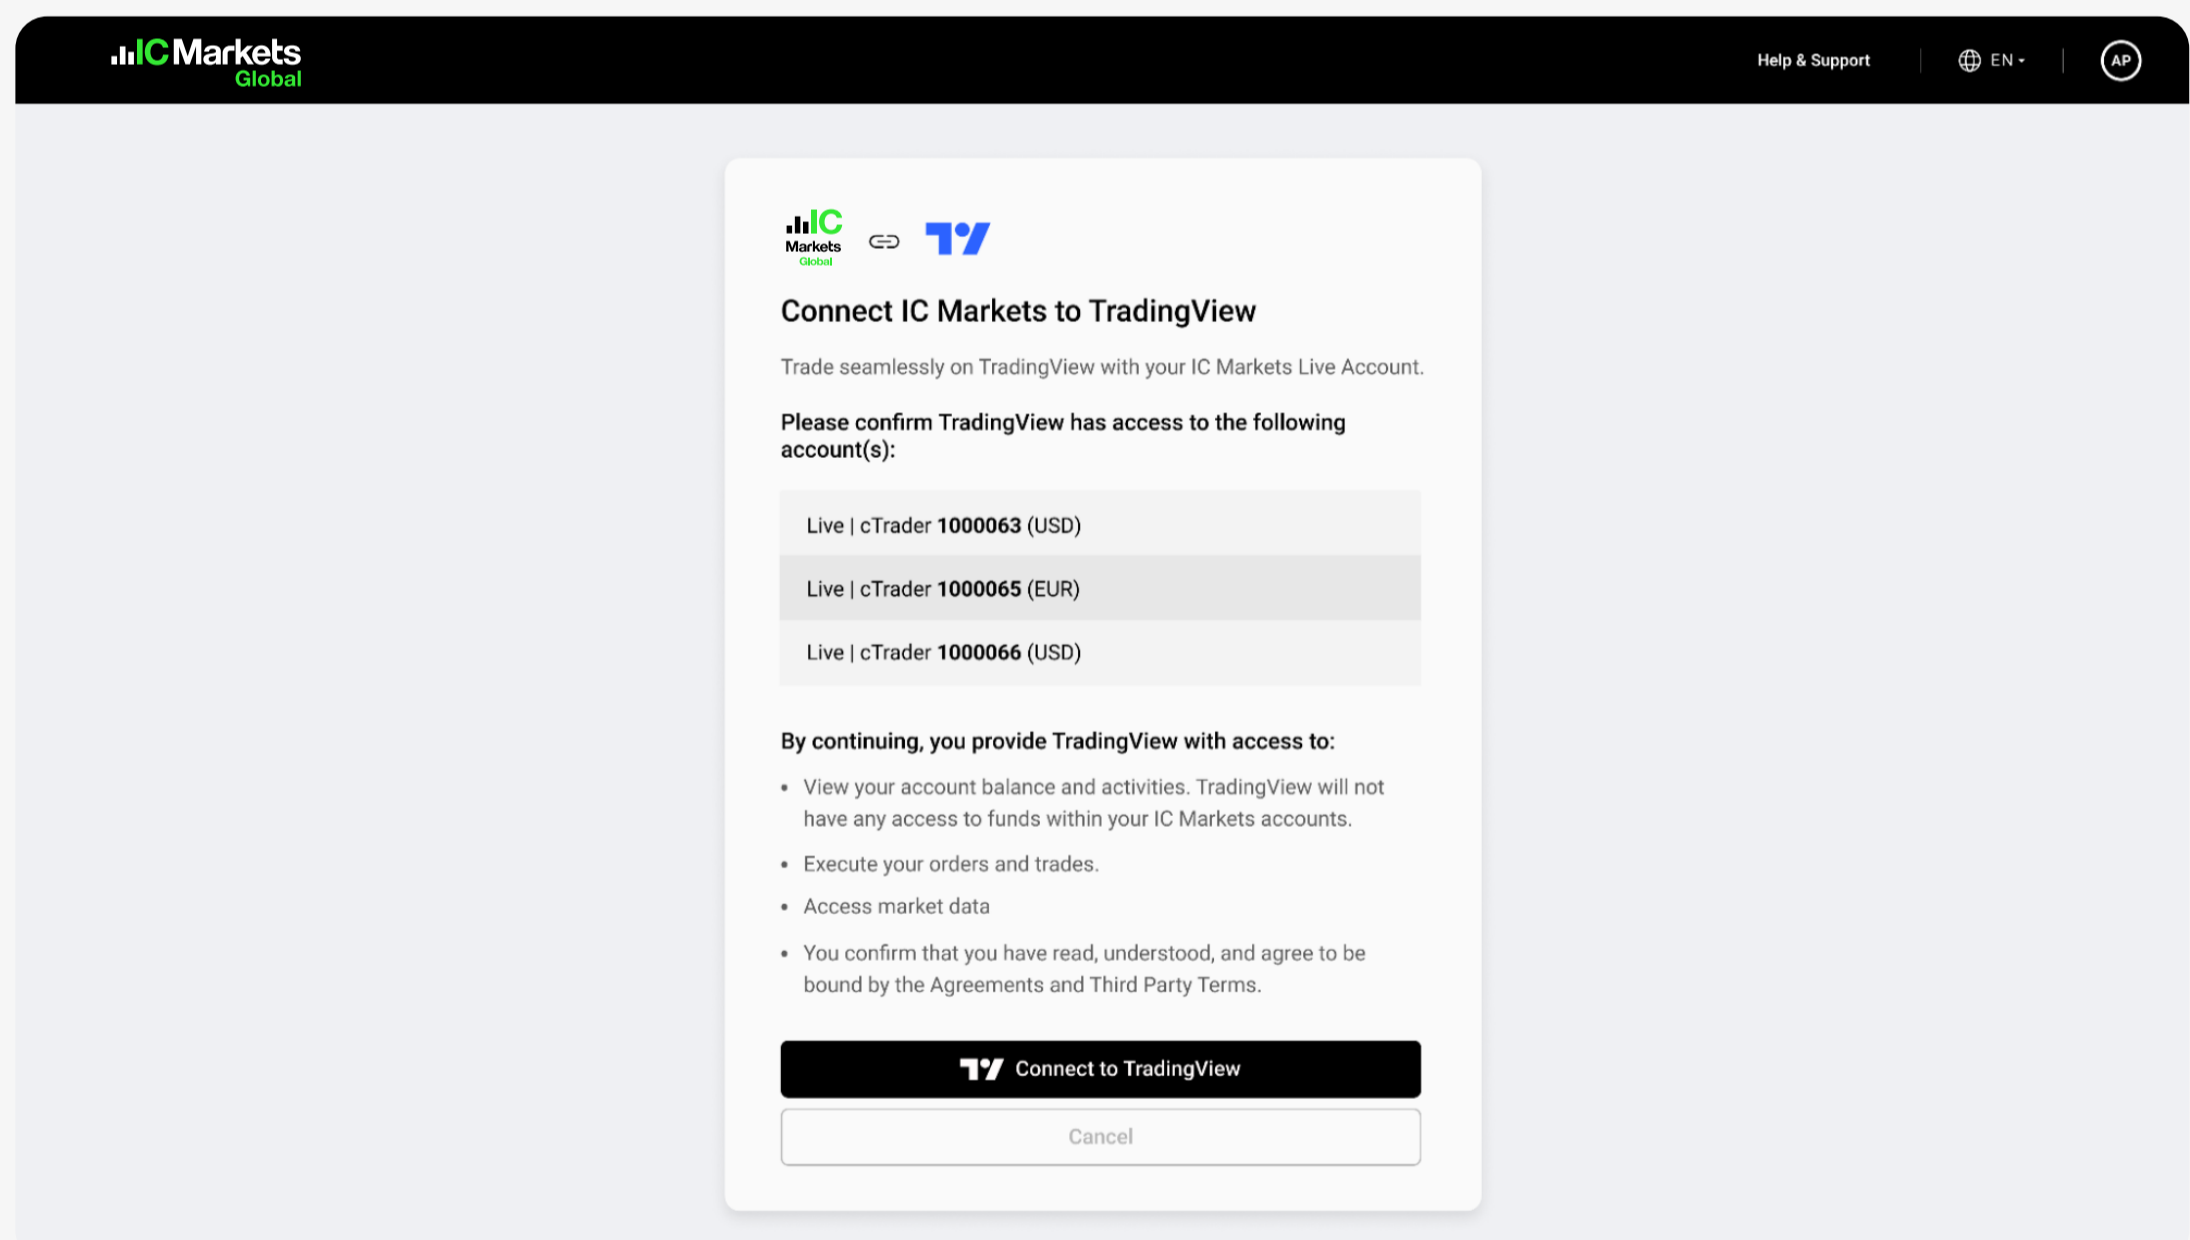 IC Markets
Global
Help & Support
EN
AP
IC
Markets
Global
Connect IC Markets to TradingView
Trade seamlessly on TradingView with your IC Markets Live Account.
Please confirm TradingView has access to the following
account(s):
Live | cTrader 1000063 (USD)
Live | cTrader 1000065 (EUR)
Live | cTrader 1000066 (USD)
By continuing, you provide TradingView with access to:
• View your account balance and activities. TradingView will not
have any access to funds within your IC Markets accounts.
• Execute your orders and trades.
• Access market data
• You confirm that you have read, understood, and agree to be
bound by the Agreements and Third Party Terms.
Connect to TradingView
Cancel